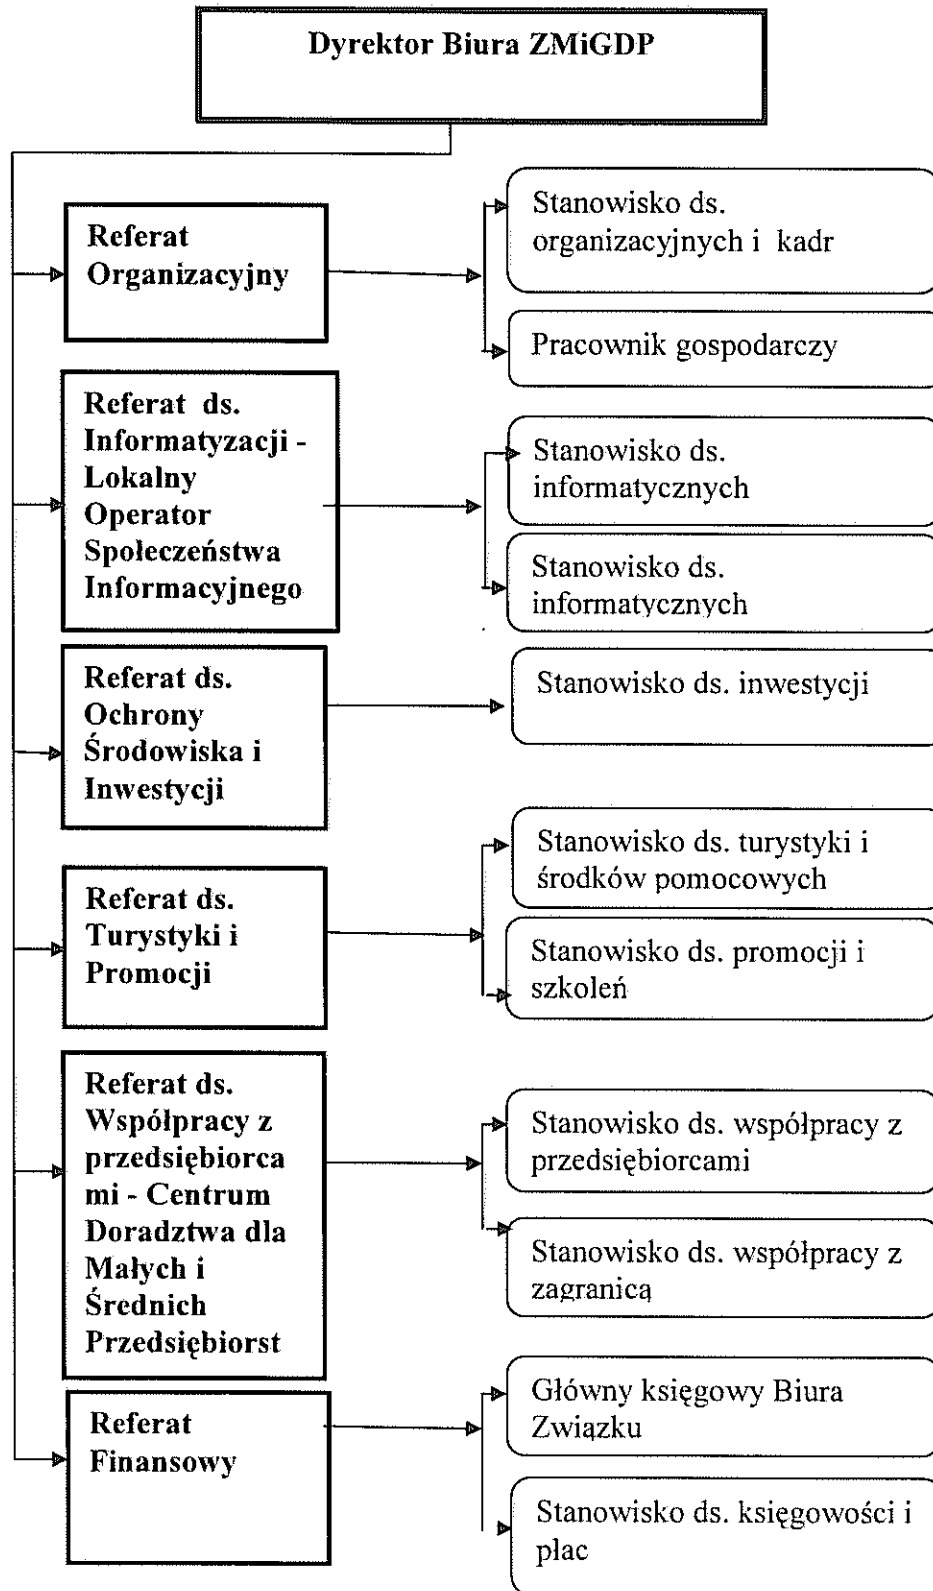 Dyrektor Biura ZMiGDP
Referat
Organizacyjny
Stanowisko ds.
organizacyjnych i kadr
Pracownik gospodarczy
Referat ds.
Informatyzacji -
Lokalny
Operator
Społeczeństwa
Informacyjnego
Stanowisko ds.
informatycznych
Stanowisko ds.
informatycznych
Referat ds.
Ochrony
Środowiska i
Inwestycji
Stanowisko ds. inwestycji
Referat ds.
Turystyki i
Promocji
Stanowisko ds. turystyki i
środków pomocowych
Stanowisko ds. promocji i
szkoleń
Referat ds.
Współpracy z
przedsiębiorca
mi - Centrum
Doradztwa dla
Małych i
Średnich
Przedsiębiorst
Stanowisko ds. współpracy z
przedsiębiorcami
Stanowisko ds. współpracy z
zagranicą
Referat
Finansowy
Główny księgowy Biura
Związku
Stanowisko ds. księgowości i
płac